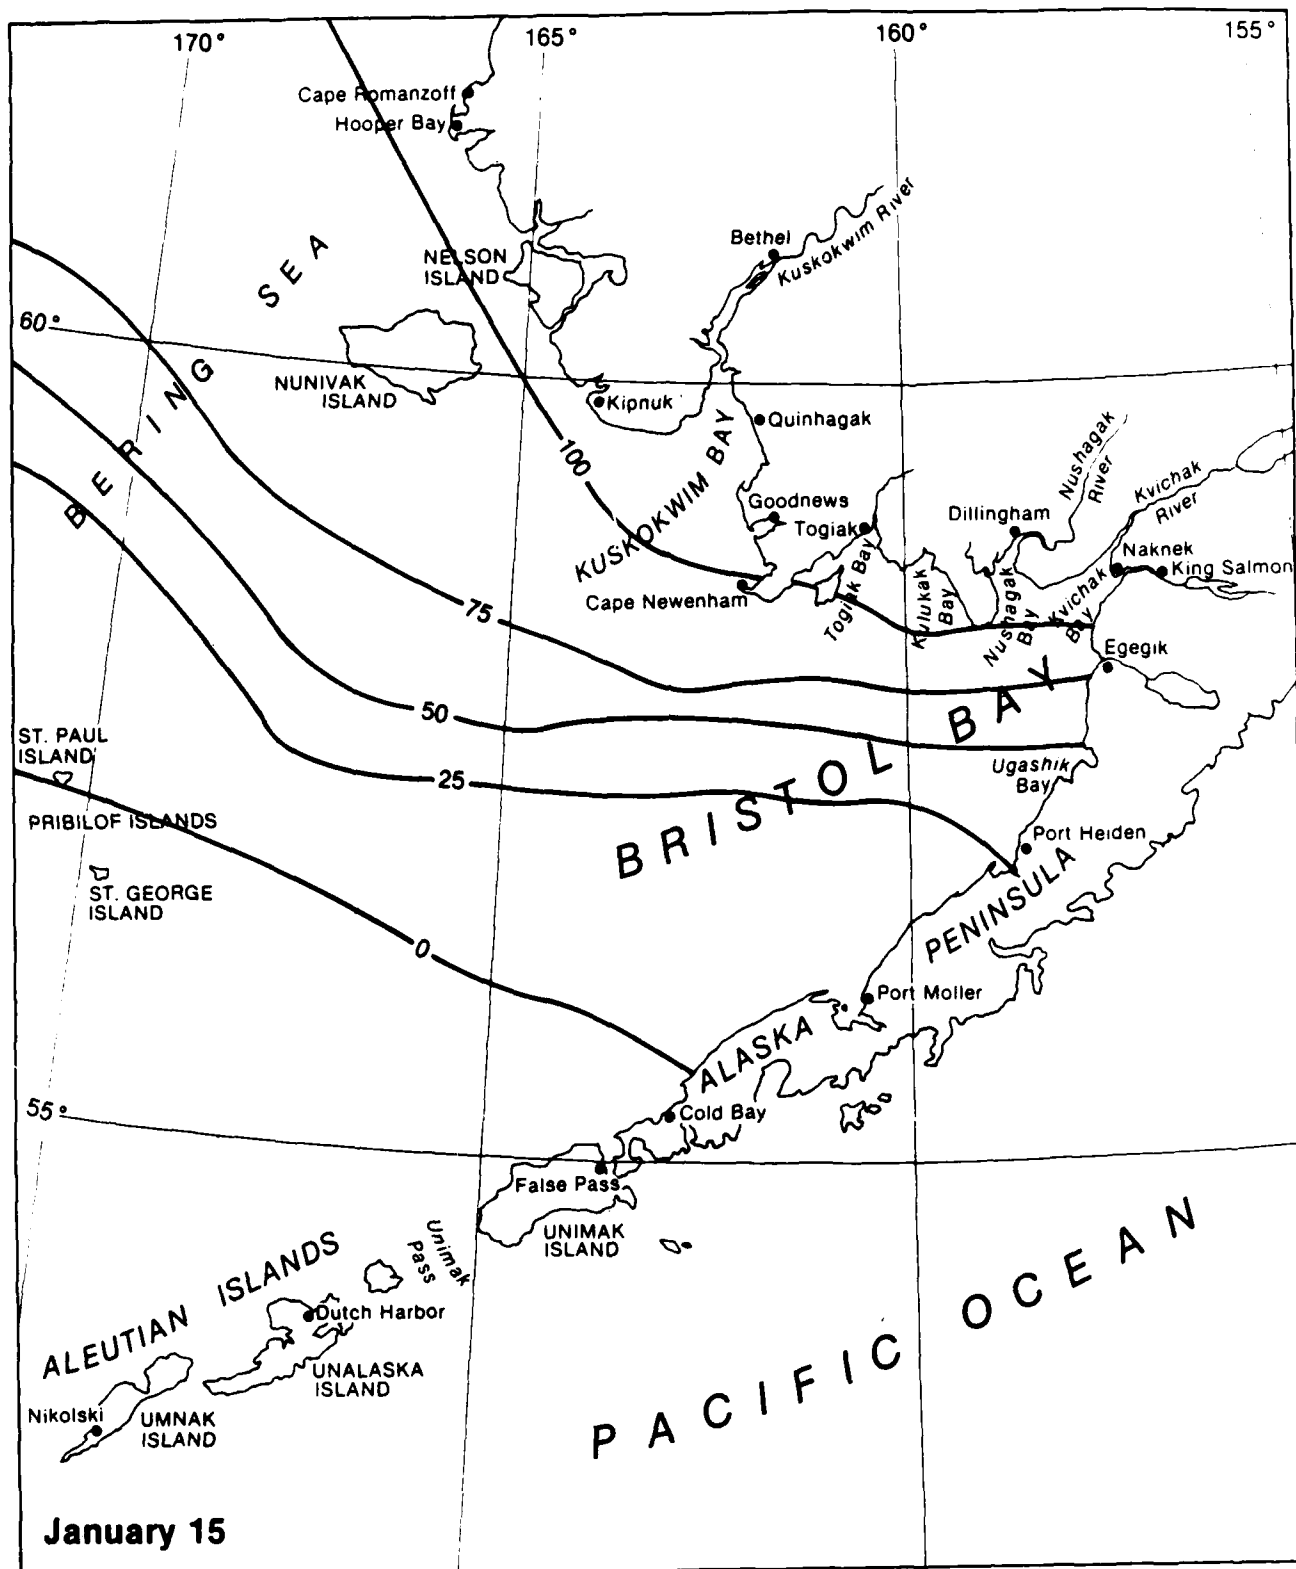 170°
165°
160°
155°
Cape Romanzoff
Hooper Bay
Bethel
Kuskokwim River
NELSON
ISLAND
BERING SEA
60°
NUNIVAK
ISLAND
Kipnuk
Quinhagak
KUSKOKWIM BAY
100
Goodnews
Togiak
Dillingham
Nushagak
River
Kvichak
River
Naknek
King Salmon
Cape Newenham
Togiak Bay
Kulukak
Bay
Nushagak
Bay
Kvichak
Bay
Egegik
75
50
25
BRISTOL BAY
Ugashik
Bay
ST. PAUL
ISLAND
PRIBILOF ISLANDS
ST. GEORGE
ISLAND
Port Heiden
0
ALASKA PENINSULA
Port Moller
55°
Cold Bay
False Pass
UNIMAK
ISLAND
Unimak
Pass
ALEUTIAN ISLANDS
Dutch Harbor
UNALASKA
ISLAND
Nikolski
UMNAK
ISLAND
PACIFIC OCEAN
January 15